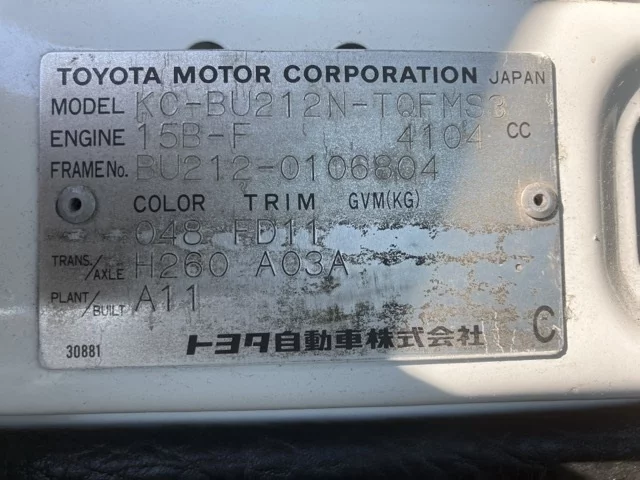 TOYOTA MOTOR CORPORATION JAPAN
MODEL KC-BU212N-TQFMS3
ENGINE 15B-F 4104 CC
FRAME No. BU212-0106804
COLOR TRIM GVM(KG)
048 FD11
TRANS./AXLE H260 A03A
PLANT/BUILT A11
30881 トヨタ自動車株式会社 C